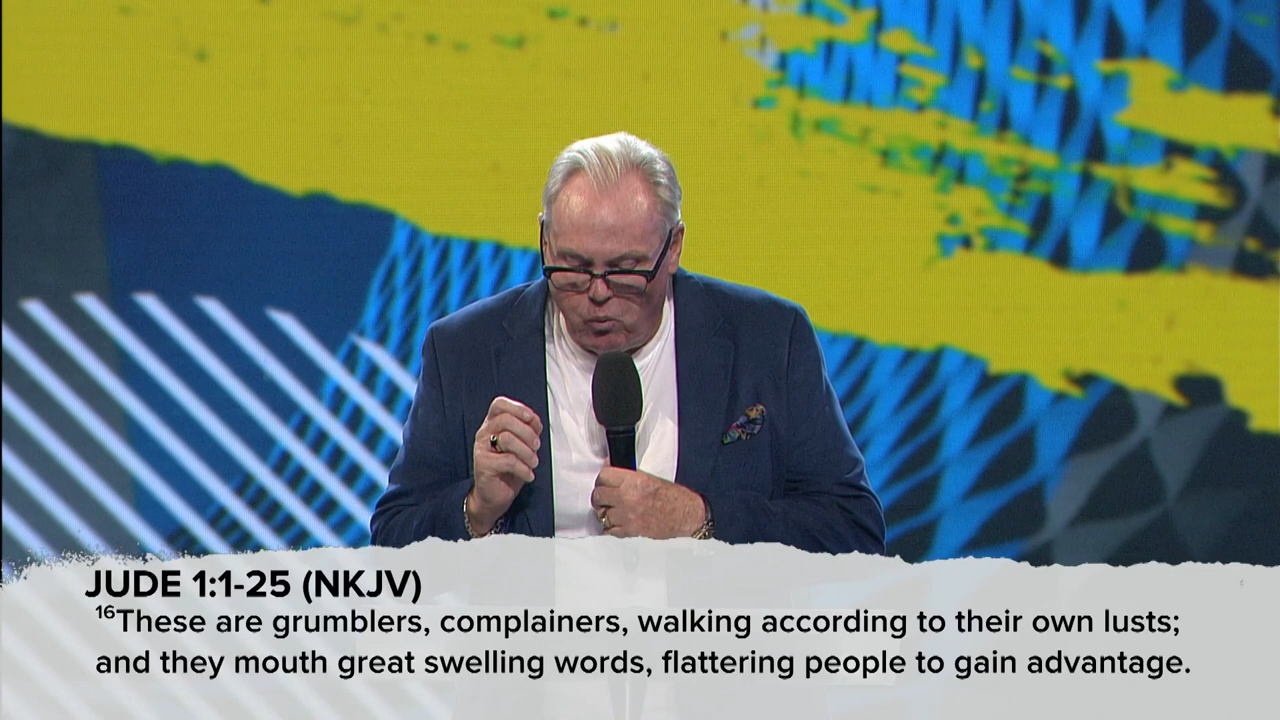 JUDE 1:1-25 (NKJV)
¹⁶These are grumblers, complainers, walking according to their own lusts;
and they mouth great swelling words, flattering people to gain advantage.